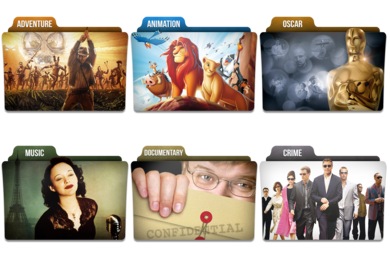 ADVENTURE
ANIMATION
OSCAR
MUSIC
DOCUMENTARY
CONFIDENTIAL
CRIME